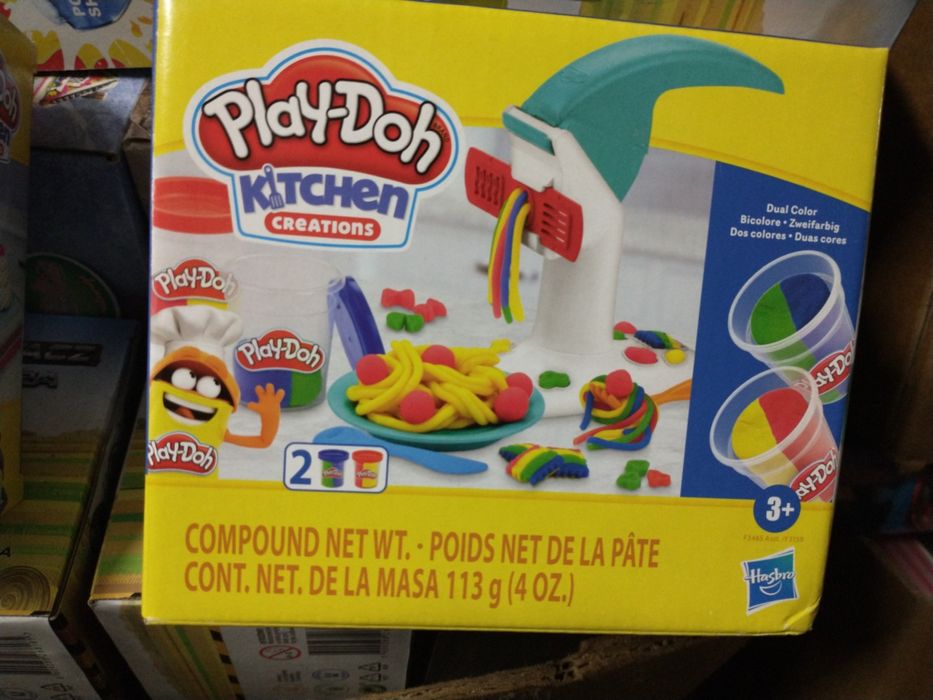 PLAY-DOH
KITCHEN
CREATIONS
Dual Color
Bicolore • Zweifarbig
Dos colores • Duas cores
PLAY-DOH
PLAY-DOH
PLAY-DOH
2
3+
COMPOUND NET WT. • POIDS NET DE LA PÂTE
CONT. NET. DE LA MASA 113 g (4 OZ.)
Hasbro